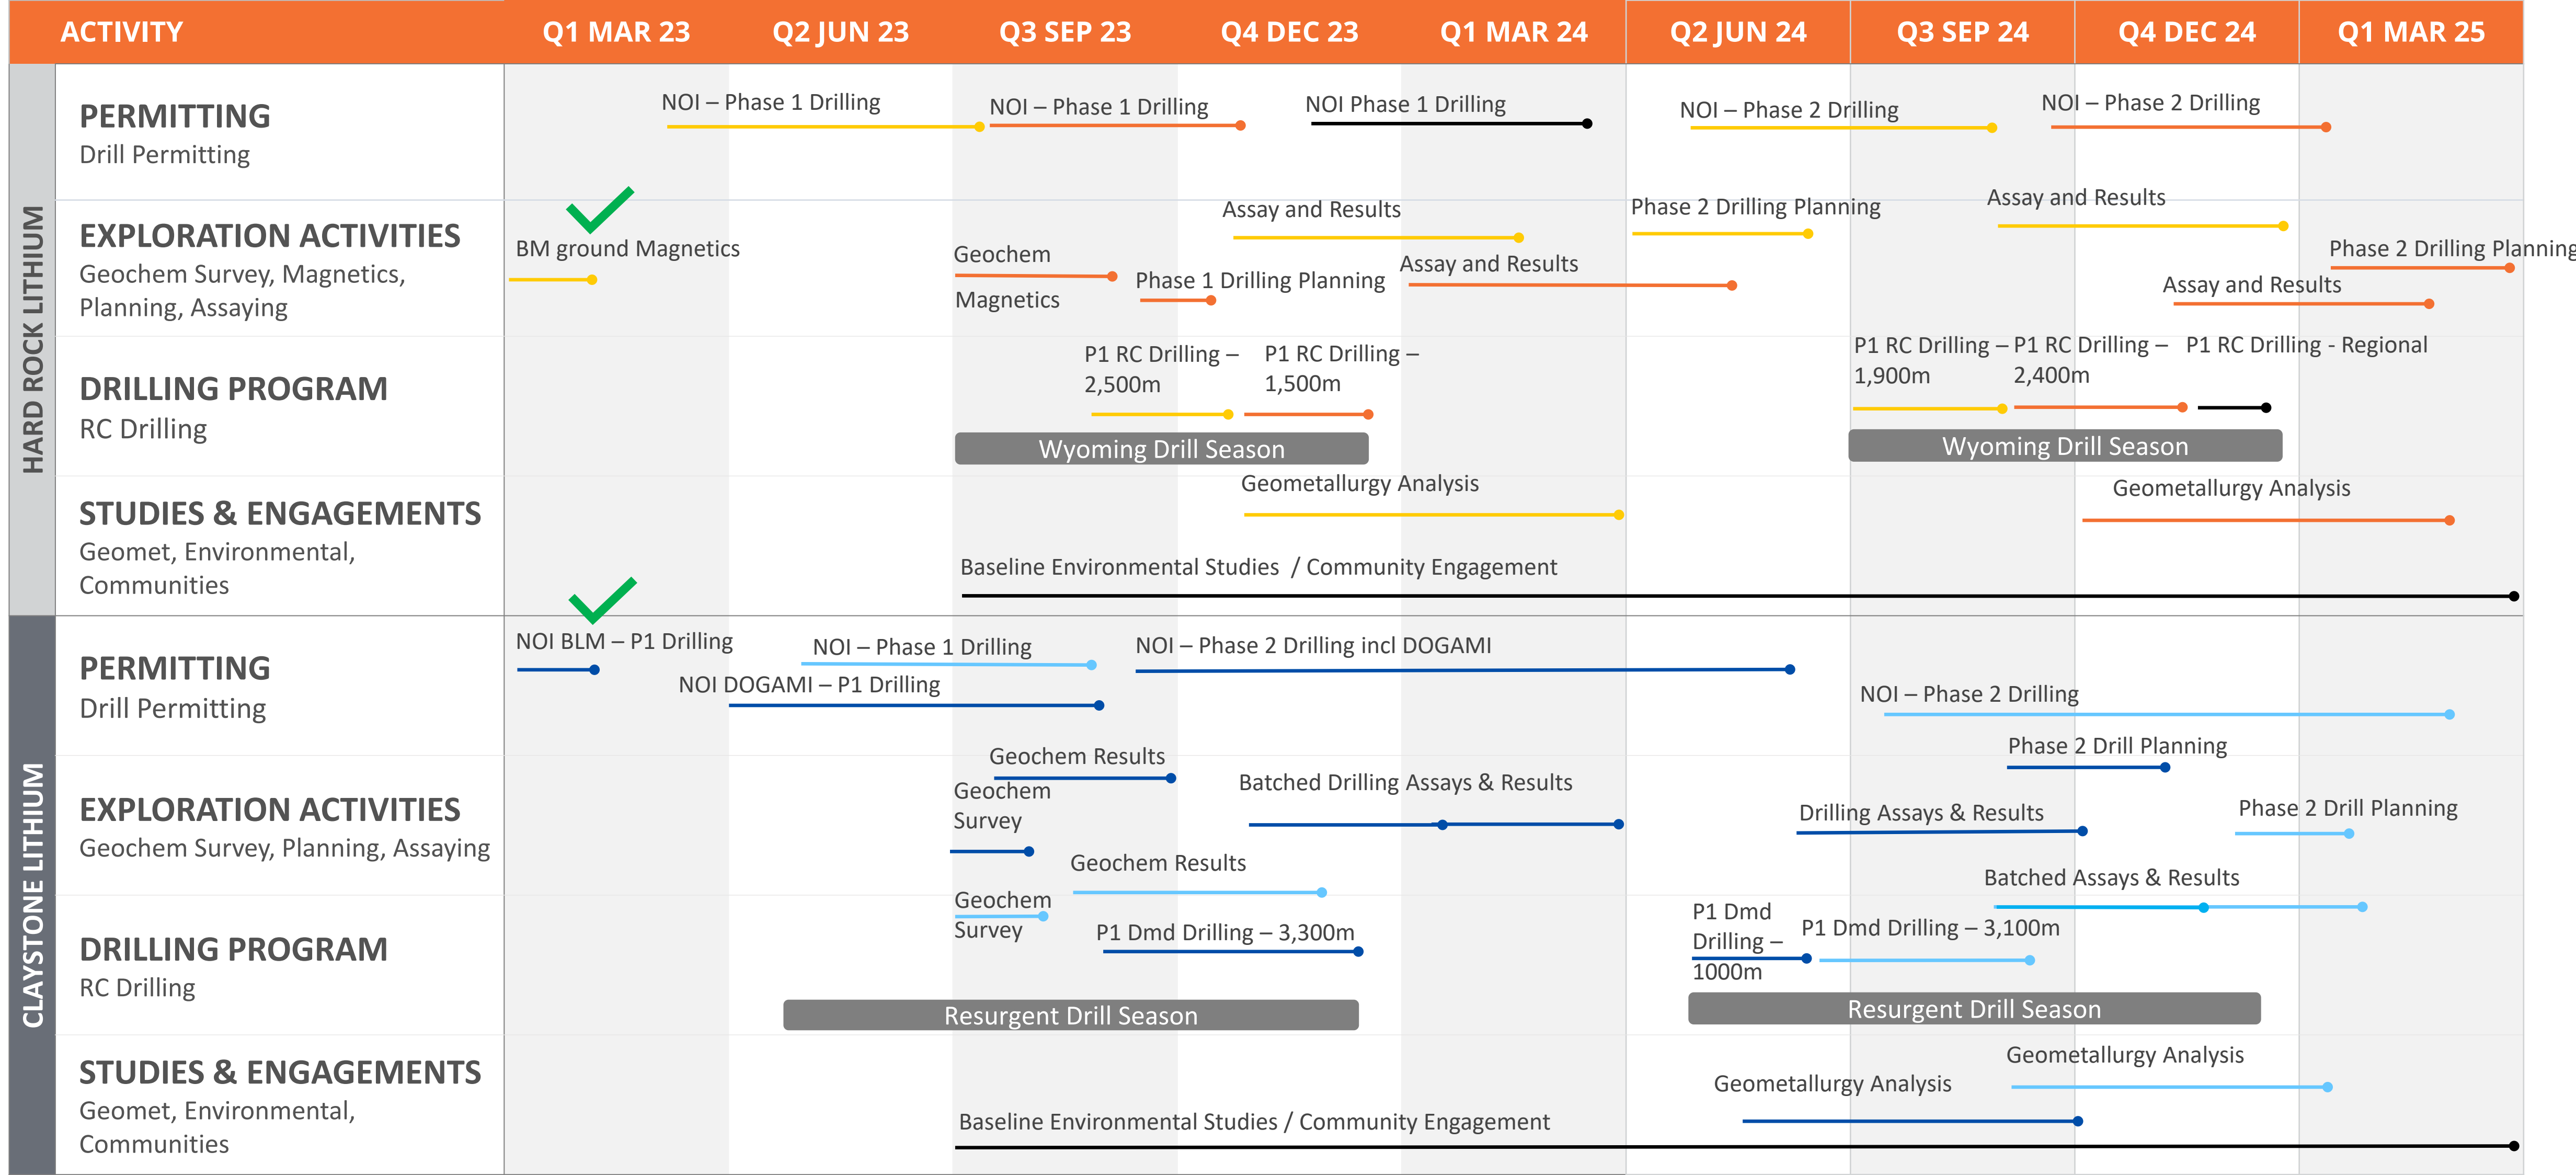 ACTIVITY
Q1 MAR 23
Q2 JUN 23
Q3 SEP 23
Q4 DEC 23
Q1 MAR 24
Q2 JUN 24
Q3 SEP 24
Q4 DEC 24
Q1 MAR 25
HARD ROCK LITHIUM
PERMITTING
Drill Permitting
NOI – Phase 1 Drilling
NOI – Phase 1 Drilling
NOI Phase 1 Drilling
NOI – Phase 2 Drilling
NOI – Phase 2 Drilling
EXPLORATION ACTIVITIES
Geochem Survey, Magnetics,
Planning, Assaying
BM ground Magnetics
Geochem
Magnetics
Phase 1 Drilling Planning
Assay and Results
Assay and Results
Phase 2 Drilling Planning
Assay and Results
Assay and Results
Phase 2 Drilling Planning
DRILLING PROGRAM
RC Drilling
P1 RC Drilling –
2,500m
P1 RC Drilling –
1,500m
Wyoming Drill Season
P1 RC Drilling –
1,900m
P1 RC Drilling –
2,400m
P1 RC Drilling - Regional
Wyoming Drill Season
STUDIES & ENGAGEMENTS
Geomet, Environmental,
Communities
Geometallurgy Analysis
Geometallurgy Analysis
Baseline Environmental Studies / Community Engagement
CLAYSTONE LITHIUM
PERMITTING
Drill Permitting
NOI BLM – P1 Drilling
NOI – Phase 1 Drilling
NOI DOGAMI – P1 Drilling
NOI – Phase 2 Drilling incl DOGAMI
NOI – Phase 2 Drilling
EXPLORATION ACTIVITIES
Geochem Survey, Planning, Assaying
Geochem Results
Geochem
Survey
Geochem Results
Batched Drilling Assays & Results
Phase 2 Drill Planning
Drilling Assays & Results
Phase 2 Drill Planning
Batched Assays & Results
DRILLING PROGRAM
RC Drilling
Geochem
Survey
P1 Dmd Drilling – 3,300m
Resurgent Drill Season
P1 Dmd
Drilling –
1000m
P1 Dmd Drilling – 3,100m
Resurgent Drill Season
STUDIES & ENGAGEMENTS
Geomet, Environmental,
Communities
Geometallurgy Analysis
Geometallurgy Analysis
Baseline Environmental Studies / Community Engagement